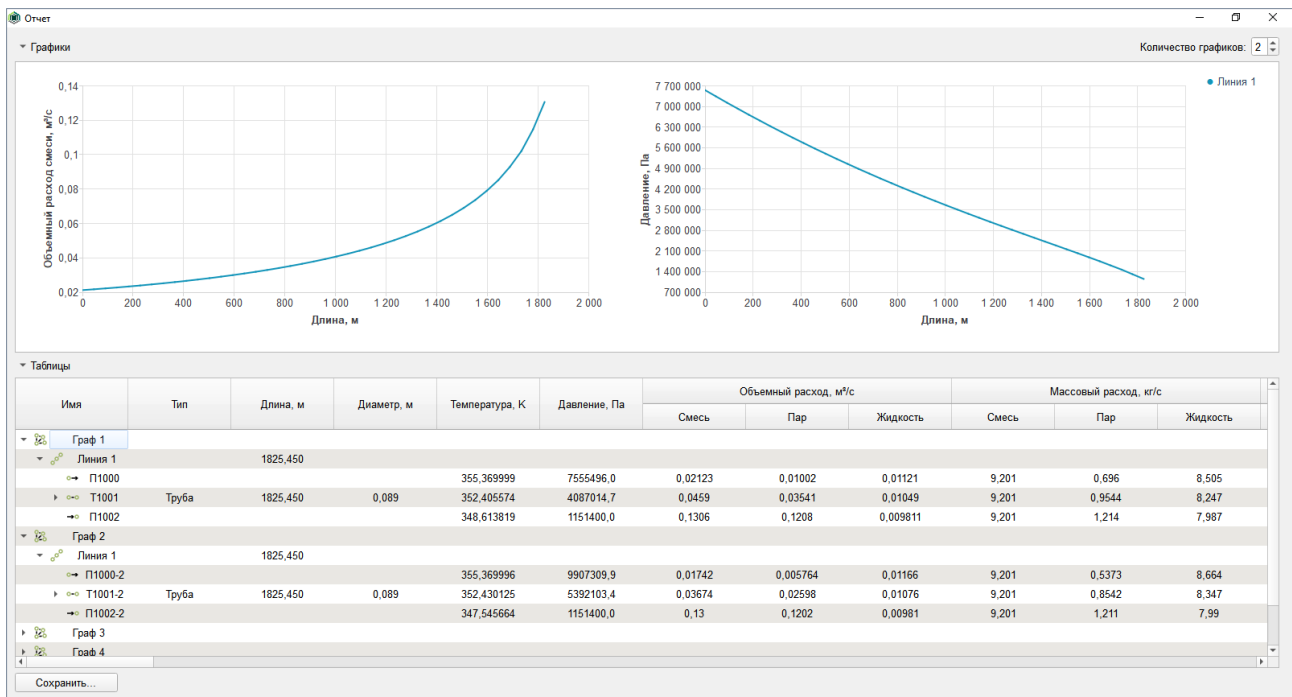 Отчет
Графики
Количество графиков: 2
0,14
0,12
0,1
0,08
0,06
0,04
0,02
Объемный расход смеси, м³/с
0 200 400 600 800 1 000 1 200 1 400 1 600 1 800 2 000
Длина, м
7 700 000
7 000 000
6 300 000
5 600 000
4 900 000
4 200 000
3 500 000
2 800 000
2 100 000
1 400 000
700 000
Давление, Па
0 200 400 600 800 1 000 1 200 1 400 1 600 1 800 2 000
Длина, м
Линия 1
Таблицы
Имя Тип Длина, м Диаметр, м Температура, К Давление, Па Объемный расход, м³/с Массовый расход, кг/с
Смесь Пар Жидкость Смесь Пар Жидкость
Граф 1
Линия 1 1825,450
П1000 355,369999 7555496,0 0,02123 0,01002 0,01121 9,201 0,696 8,505
Т1001 Труба 1825,450 0,089 352,405574 4087014,7 0,0459 0,03541 0,01049 9,201 0,9544 8,247
П1002 348,613819 1151400,0 0,1306 0,1208 0,009811 9,201 1,214 7,987
Граф 2
Линия 1 1825,450
П1000-2 355,369996 9907309,9 0,01742 0,005764 0,01166 9,201 0,5373 8,664
Т1001-2 Труба 1825,450 0,089 352,430125 5392103,4 0,03674 0,02598 0,01076 9,201 0,8542 8,347
П1002-2 347,545664 1151400,0 0,13 0,1202 0,00981 9,201 1,211 7,99
Граф 3
Граф 4
Сохранить...